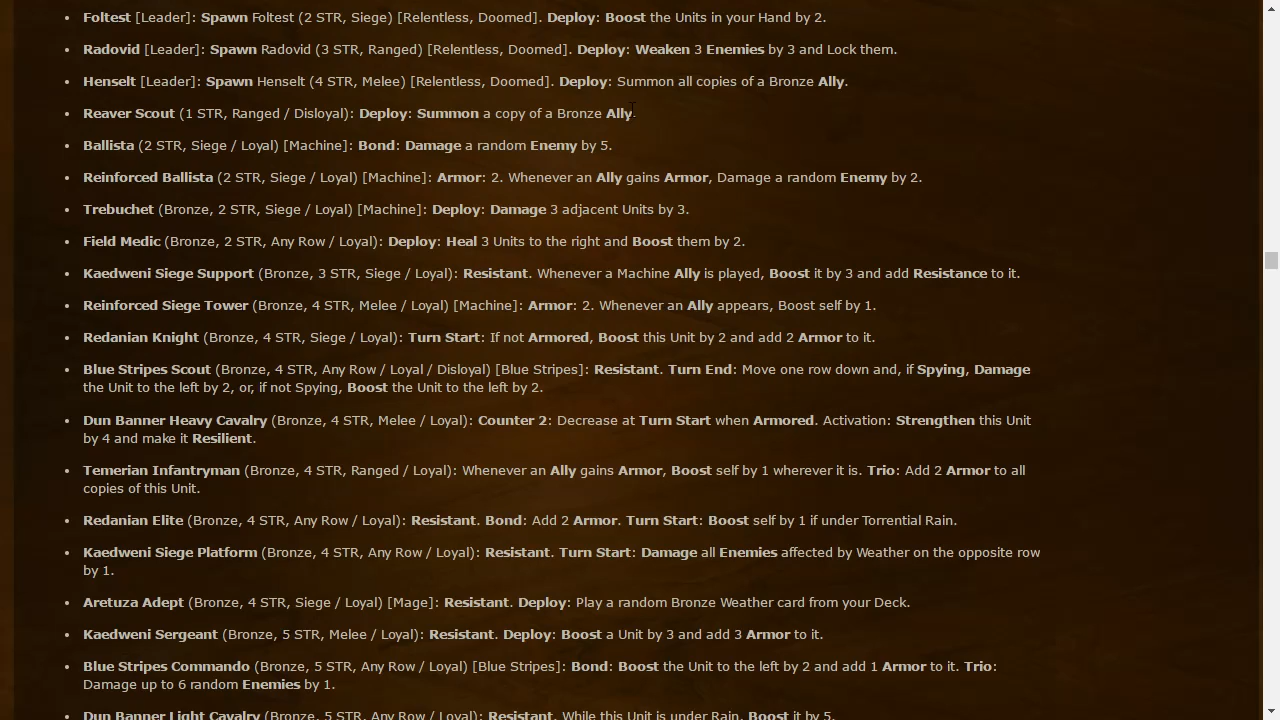 • Foltest [Leader]: Spawn Foltest (2 STR, Siege) [Relentless, Doomed]. Deploy: Boost the Units in your Hand by 2.
• Radovid [Leader]: Spawn Radovid (3 STR, Ranged) [Relentless, Doomed]. Deploy: Weaken 3 Enemies by 3 and Lock them.
• Henselt [Leader]: Spawn Henselt (4 STR, Melee) [Relentless, Doomed]. Deploy: Summon all copies of a Bronze Ally.
• Reaver Scout (1 STR, Ranged / Disloyal): Deploy: Summon a copy of a Bronze Ally.
• Ballista (2 STR, Siege / Loyal) [Machine]: Bond: Damage a random Enemy by 5.
• Reinforced Ballista (2 STR, Siege / Loyal) [Machine]: Armor: 2. Whenever an Ally gains Armor, Damage a random Enemy by 2.
• Trebuchet (Bronze, 2 STR, Siege / Loyal) [Machine]: Deploy: Damage 3 adjacent Units by 3.
• Field Medic (Bronze, 2 STR, Any Row / Loyal): Deploy: Heal 3 Units to the right and Boost them by 2.
• Kaedweni Siege Support (Bronze, 3 STR, Siege / Loyal): Resistant. Whenever a Machine Ally is played, Boost it by 3 and add Resistance to it.
• Reinforced Siege Tower (Bronze, 4 STR, Melee / Loyal) [Machine]: Armor: 2. Whenever an Ally appears, Boost self by 1.
• Redanian Knight (Bronze, 4 STR, Siege / Loyal): Turn Start: If not Armored, Boost this Unit by 2 and add 2 Armor to it.
• Blue Stripes Scout (Bronze, 4 STR, Any Row / Loyal / Disloyal) [Blue Stripes]: Resistant. Turn End: Move one row down and, if Spying, Damage
the Unit to the left by 2, or, if not Spying, Boost the Unit to the left by 2.
• Dun Banner Heavy Cavalry (Bronze, 4 STR, Melee / Loyal): Counter 2: Decrease at Turn Start when Armored. Activation: Strengthen this Unit
by 4 and make it Resilient.
• Temerian Infantryman (Bronze, 4 STR, Ranged / Loyal): Whenever an Ally gains Armor, Boost self by 1 wherever it is. Trio: Add 2 Armor to all
copies of this Unit.
• Redanian Elite (Bronze, 4 STR, Any Row / Loyal): Resistant. Bond: Add 2 Armor. Turn Start: Boost self by 1 if under Torrential Rain.
• Kaedweni Siege Platform (Bronze, 4 STR, Any Row / Loyal): Resistant. Turn Start: Damage all Enemies affected by Weather on the opposite row
by 1.
• Aretuza Adept (Bronze, 4 STR, Siege / Loyal) [Mage]: Resistant. Deploy: Play a random Bronze Weather card from your Deck.
• Kaedweni Sergeant (Bronze, 5 STR, Melee / Loyal): Resistant. Deploy: Boost a Unit by 3 and add 3 Armor to it.
• Blue Stripes Commando (Bronze, 5 STR, Any Row / Loyal) [Blue Stripes]: Bond: Boost the Unit to the left by 2 and add 1 Armor to it. Trio:
Damage up to 6 random Enemies by 1.
• Dun Banner Light Cavalry (Bronze, 5 STR, Any Row / Loyal): Resistant. While this Unit is under Rain, Boost it by 5.